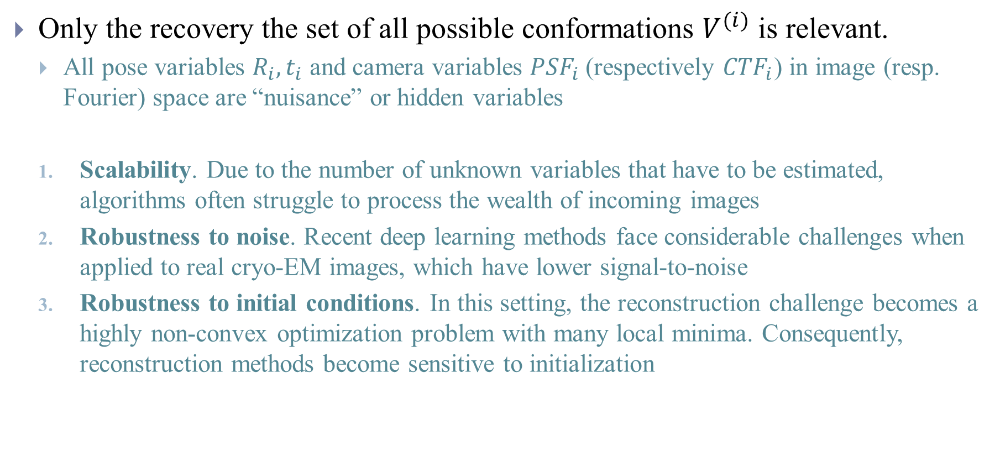 Only the recovery the set of all possible conformations V⁽ⁱ⁾ is relevant.
All pose variables Rᵢ, tᵢ and camera variables PSFᵢ (respectively CTFᵢ) in image (resp.
Fourier) space are “nuisance” or hidden variables
1. Scalability. Due to the number of unknown variables that have to be estimated,
algorithms often struggle to process the wealth of incoming images
2. Robustness to noise. Recent deep learning methods face considerable challenges when
applied to real cryo-EM images, which have lower signal-to-noise
3. Robustness to initial conditions. In this setting, the reconstruction challenge becomes a
highly non-convex optimization problem with many local minima. Consequently,
reconstruction methods become sensitive to initialization